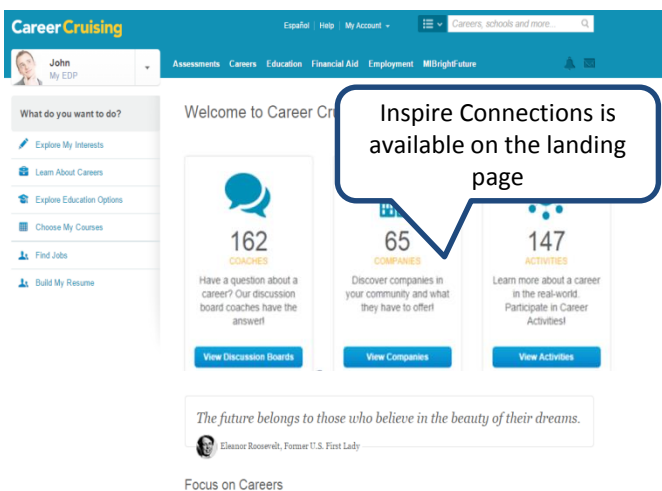 Career Cruising
Español | Help | My Account
Careers, schools and more...
John
My EDP
Assessments Careers Education Financial Aid Employment MIBrightFuture
What do you want to do?
Explore My Interests
Learn About Careers
Explore Education Options
Choose My Courses
Find Jobs
Build My Resume
Welcome to Career
Inspire Connections is
available on the landing
page
162
COACHES
Have a question about a
career? Our discussion
board coaches have the
answer!
View Discussion Boards
65
COMPANIES
Discover companies in
your community and what
they have to offer!
View Companies
147
ACTIVITIES
Learn more about a career
in the real-world.
Participate in Career
Activities!
View Activities
The future belongs to those who believe in the beauty of their dreams.
Eleanor Roosevelt, Former U.S. First Lady
Focus on Careers